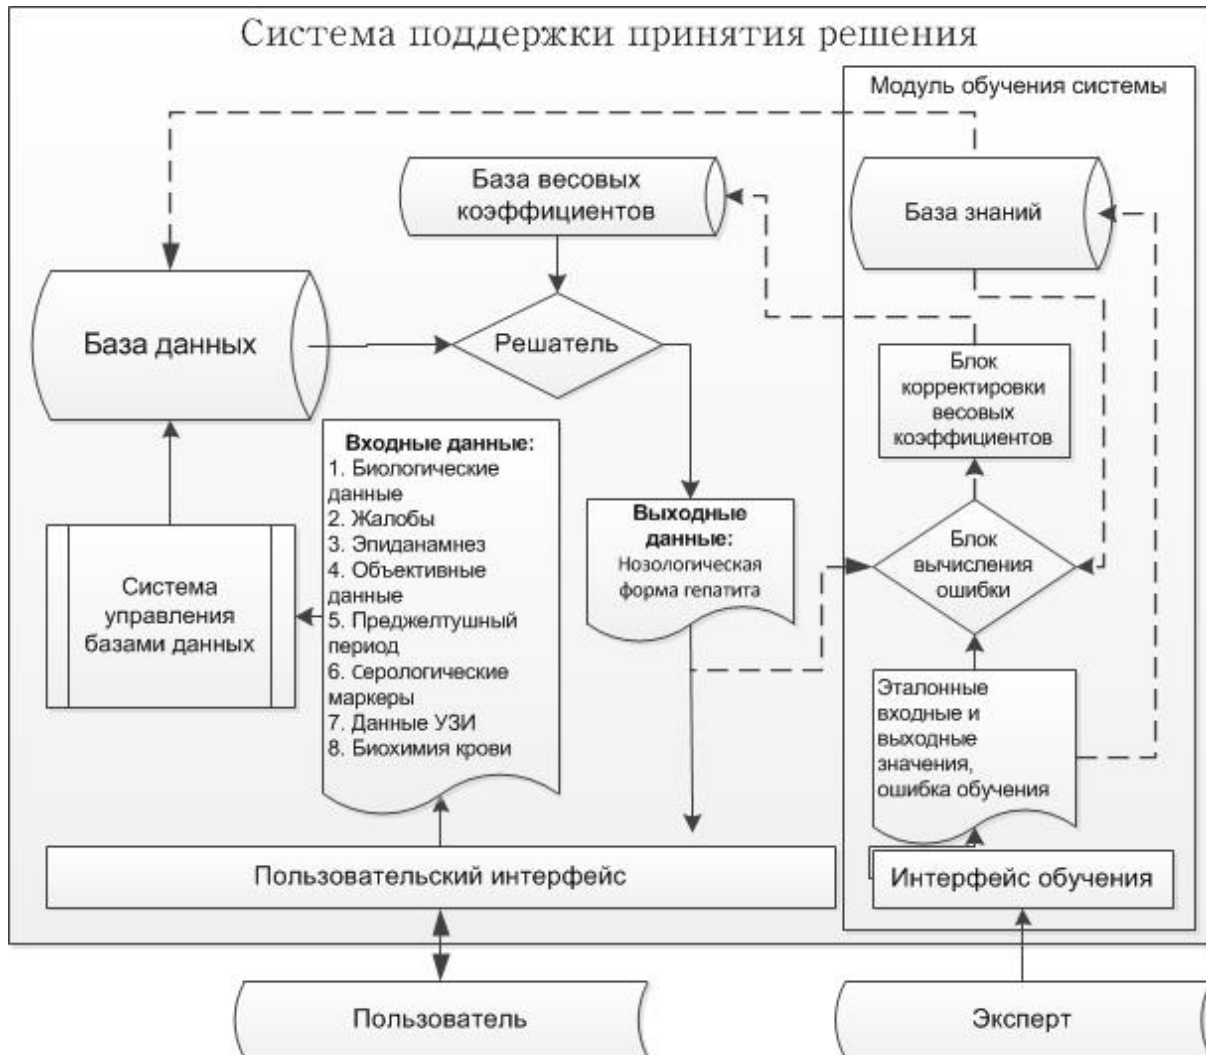 Система поддержки принятия решения
Модуль обучения системы
База весовых
коэффициентов
База знаний
База данных
Решатель
Блок
корректировки
весовых
коэффициентов
Входные данные:
1. Биологические
данные
2. Жалобы
3. Эпиданамнез
4. Объективные
данные
5. Преджелтушный
период
6. Серологические
маркеры
7. Данные УЗИ
8. Биохимия крови
Выходные
данные:
Нозологическая
форма гепатита
Блок
вычисления
ошибки
Система
управления
базами данных
Эталонные
входные и
выходные
значения,
ошибка обучения
Пользовательский интерфейс
Интерфейс обучения
Пользователь
Эксперт